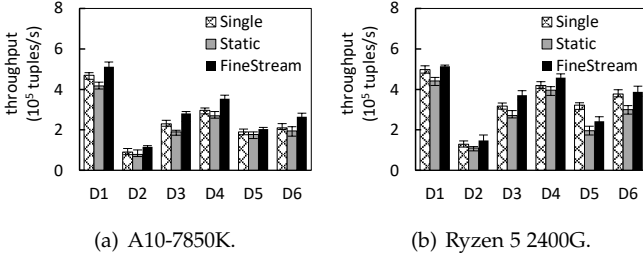 throughput
(10⁵ tuples/s)
8
6
4
2
0
Single
Static
FineStream
D1 D2 D3 D4 D5 D6
(a) A10-7850K.
throughput
(10⁵ tuples/s)
8
6
4
2
0
Single
Static
FineStream
D1 D2 D3 D4 D5 D6
(b) Ryzen 5 2400G.